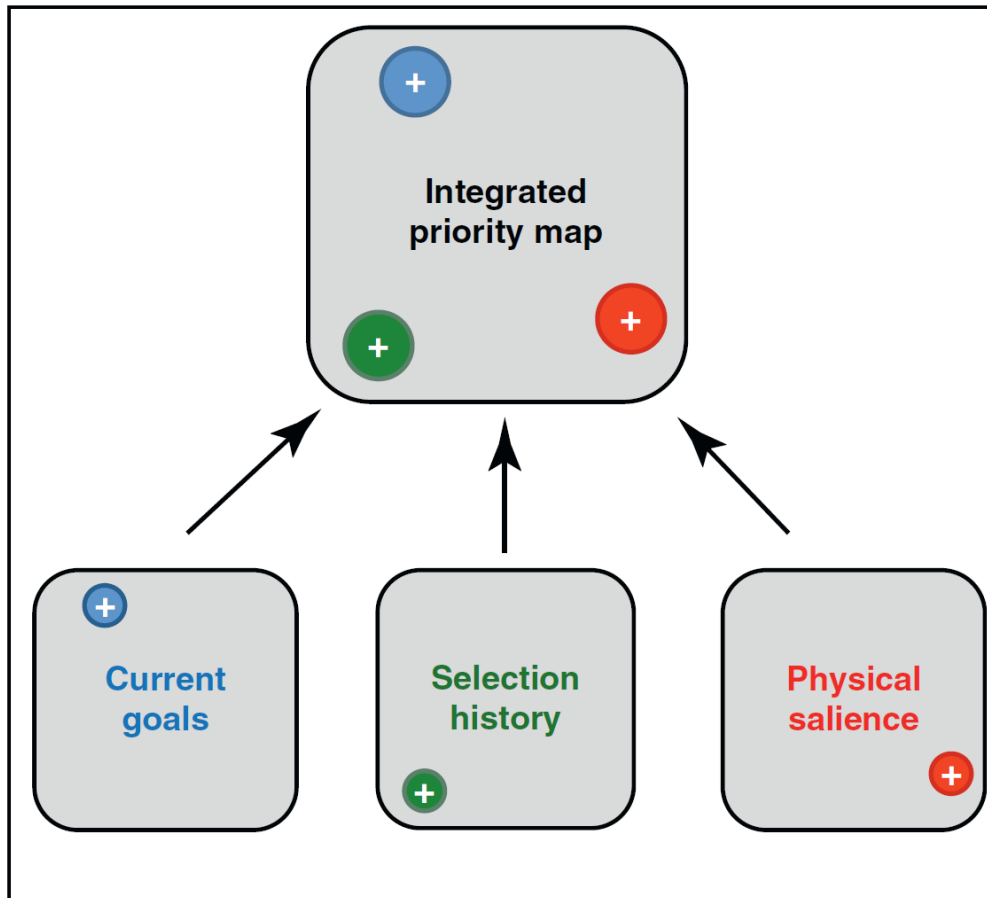 +
Integrated
priority map
+
+
+
Current
goals
Selection
history
+
Physical
salience
+